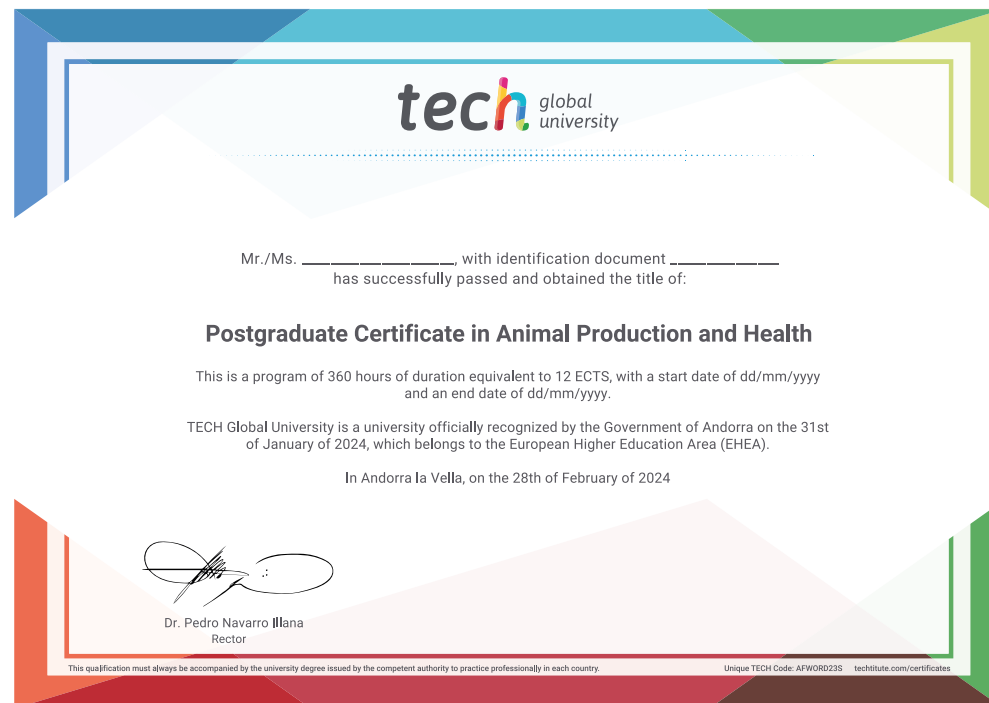 tech global university
Mr./Ms. ____________________, with identification document ______________
has successfully passed and obtained the title of:
Postgraduate Certificate in Animal Production and Health
This is a program of 360 hours of duration equivalent to 12 ECTS, with a start date of dd/mm/yyyy
and an end date of dd/mm/yyyy.
TECH Global University is a university officially recognized by the Government of Andorra on the 31st
of January of 2024, which belongs to the European Higher Education Area (EHEA).
In Andorra la Vella, on the 28th of February of 2024
Dr. Pedro Navarro Illana
Rector
This qualification must always be accompanied by the university degree issued by the competent authority to practice professionally in each country.
Unique TECH Code: AFWORD23S techtitute.com/certificates